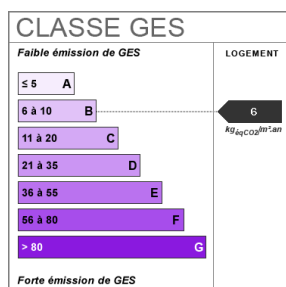 CLASSE GES
Faible émission de GES
LOGEMENT
≤ 5 A
6 à 10 B
6
kgéqCO2/m².an
11 à 20 C
21 à 35 D
36 à 55 E
56 à 80 F
> 80 G
Forte émission de GES